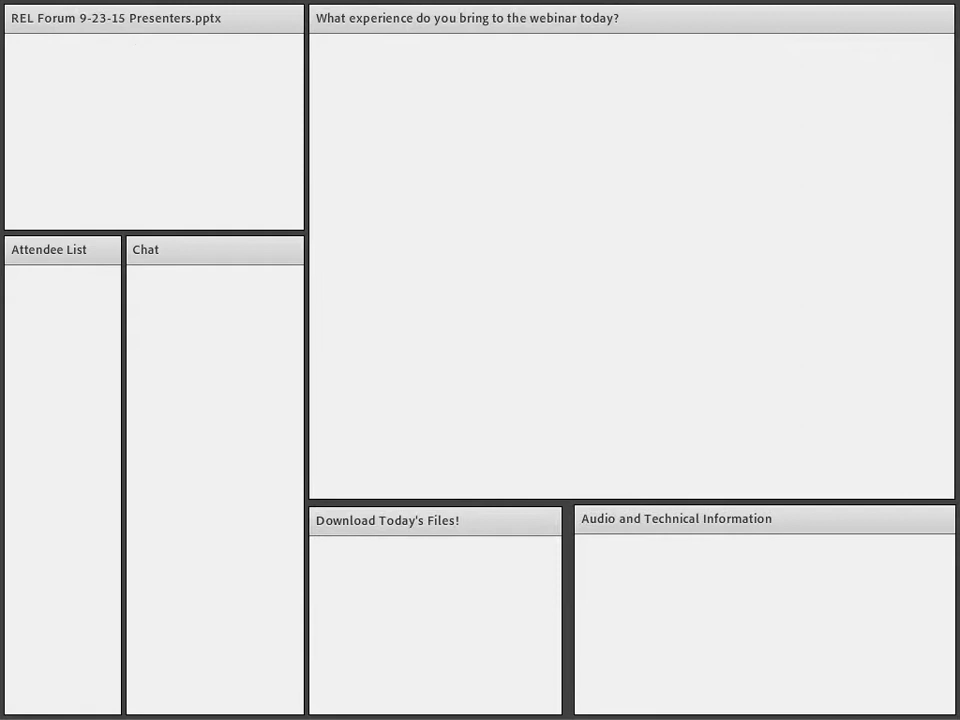 REL Forum 9-23-15 Presenters.pptx
What experience do you bring to the webinar today?
Attendee List
Chat
Download Today's Files!
Audio and Technical Information